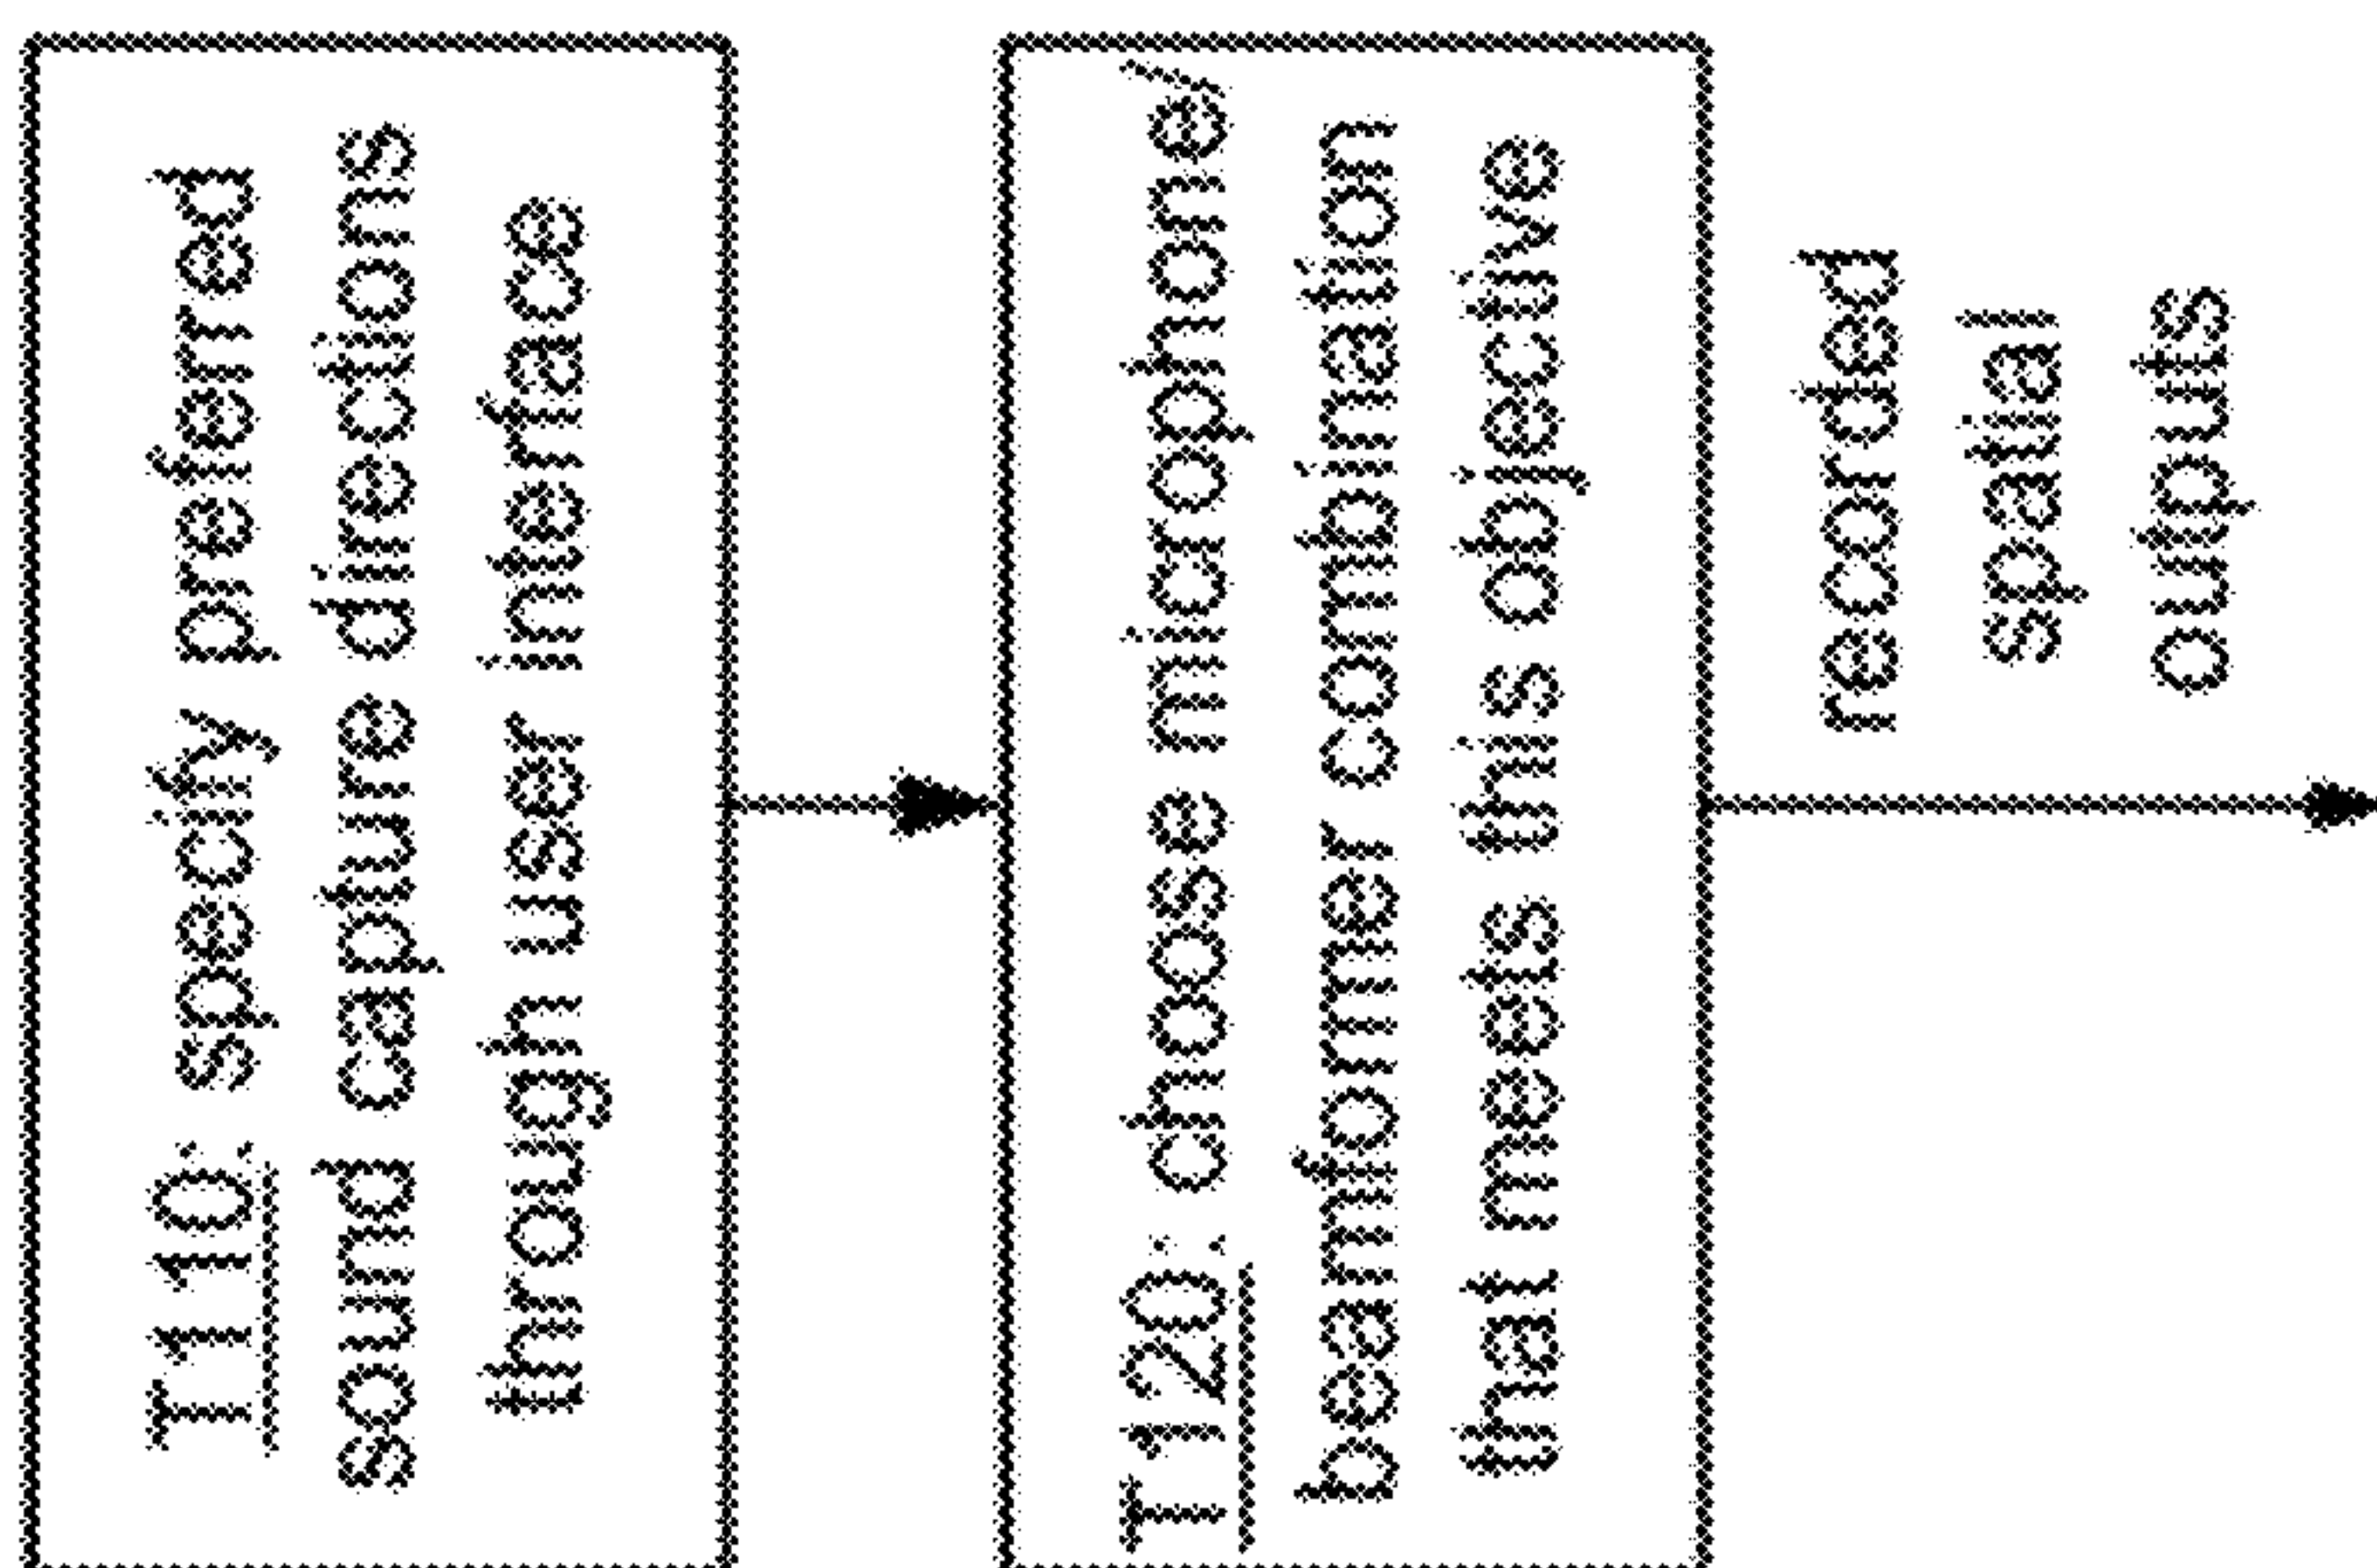 T110: specify preferred
sound capture directions
through user interface
T120: choose microphone/
beamformer combination
that meets this objective
recorded
spatial
outputs